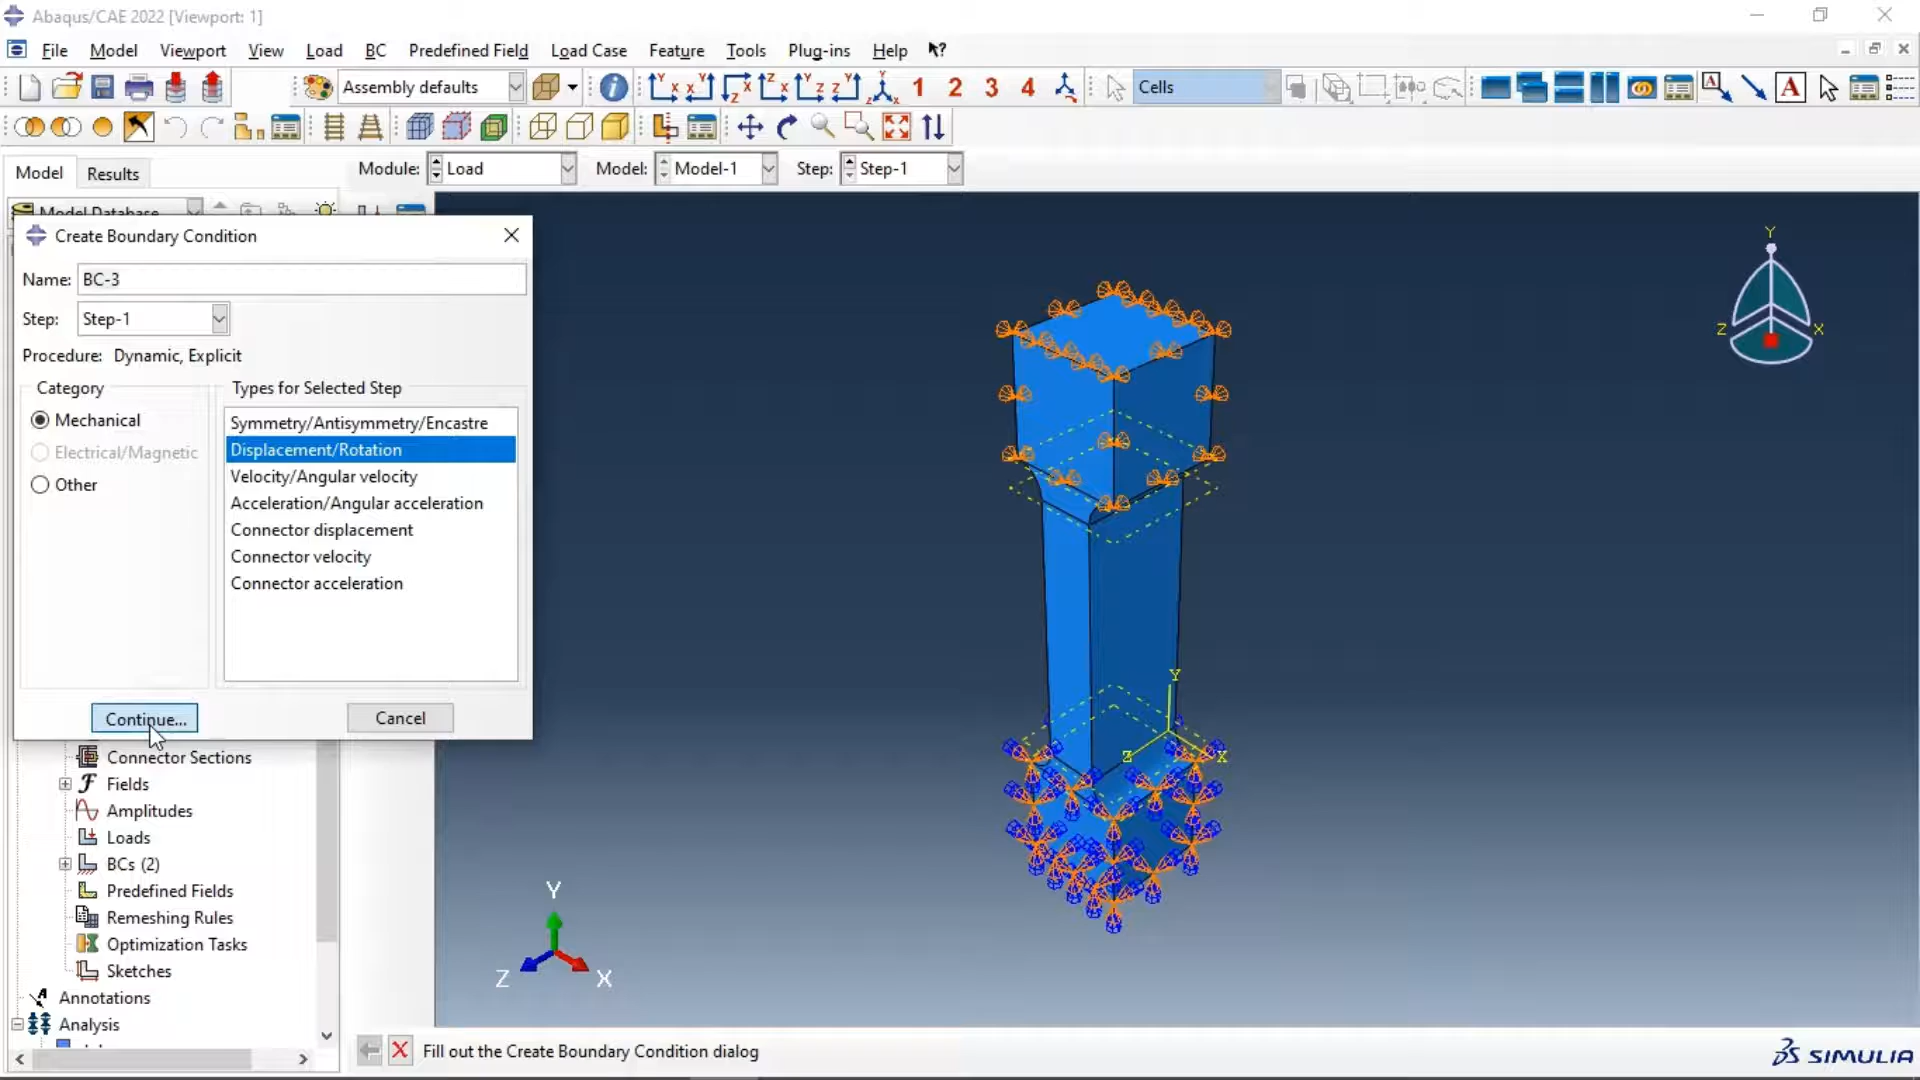 Abaqus/CAE 2022 [Viewport: 1]
File Model Viewport View Load BC Predefined Field Load Case Feature Tools Plug-ins Help
Assembly defaults 1 2 3 4 Cells A
Model Results Module: Load Model: Model-1 Step: Step-1
Model Database
Create Boundary Condition
Name: BC-3
Step: Step-1
Procedure: Dynamic, Explicit
Category Types for Selected Step
Mechanical
Electrical/Magnetic
Other
Symmetry/Antisymmetry/Encastre
Displacement/Rotation
Velocity/Angular velocity
Acceleration/Angular acceleration
Connector displacement
Connector velocity
Connector acceleration
Continue... Cancel
Connector Sections
Fields
Amplitudes
Loads
BCs (2)
Predefined Fields
Remeshing Rules
Optimization Tasks
Sketches
Annotations
Analysis
Y
Z X
Y
Z X
Y
Z X
Fill out the Create Boundary Condition dialog
SIMULIA